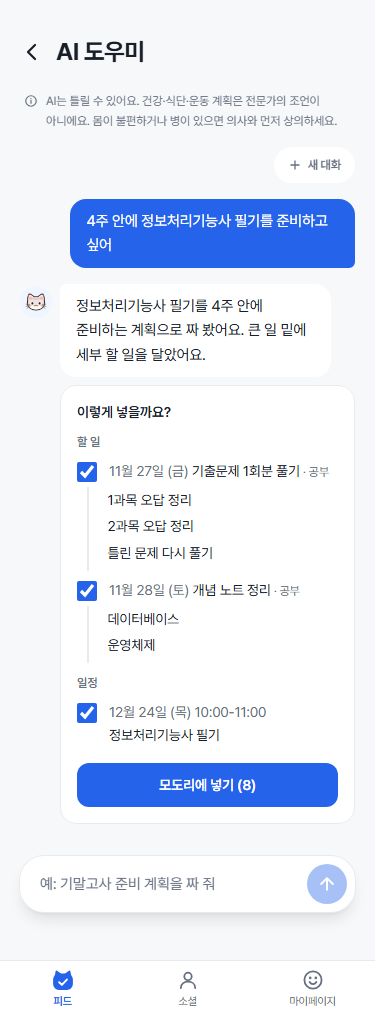 AI 도우미
AI는 틀릴 수 있어요. 건강·식단·운동 계획은 전문가의 조언이
아니에요. 몸이 불편하거나 병이 있으면 의사와 먼저 상의하세요.
+ 새 대화
4주 안에 정보처리기능사 필기를 준비하고
싶어
정보처리기능사 필기를 4주 안에
준비하는 계획으로 짜 봤어요. 큰 일 밑에
세부 할 일을 달았어요.
이렇게 넣을까요?
할 일
11월 27일 (금) 기출문제 1회분 풀기 · 공부
1과목 오답 정리
2과목 오답 정리
틀린 문제 다시 풀기
11월 28일 (토) 개념 노트 정리 · 공부
데이터베이스
운영체제
일정
12월 24일 (목) 10:00-11:00
정보처리기능사 필기
모도리에 넣기 (8)
예: 기말고사 준비 계획을 짜 줘
피드
소셜
마이페이지